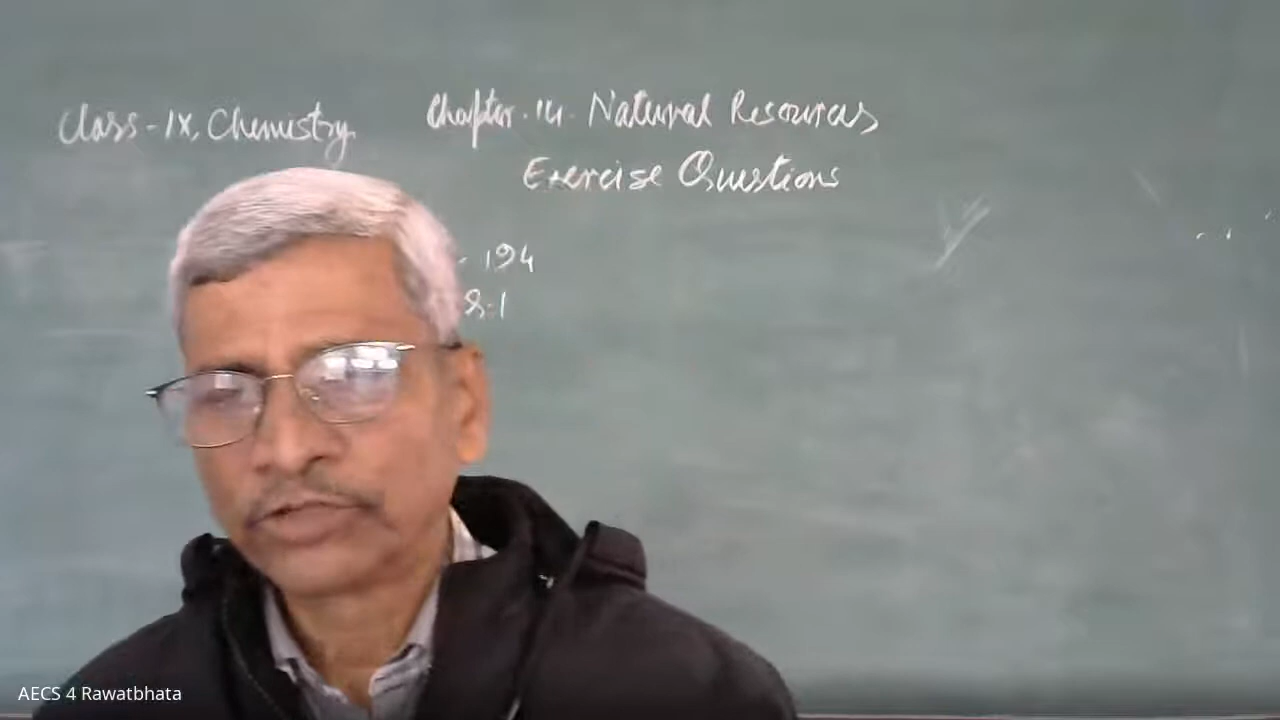 Class-IX, Chemistry Chapter-14. Natural Resources
Exercise Questions
- 194
8.1
AECS 4 Rawatbhata